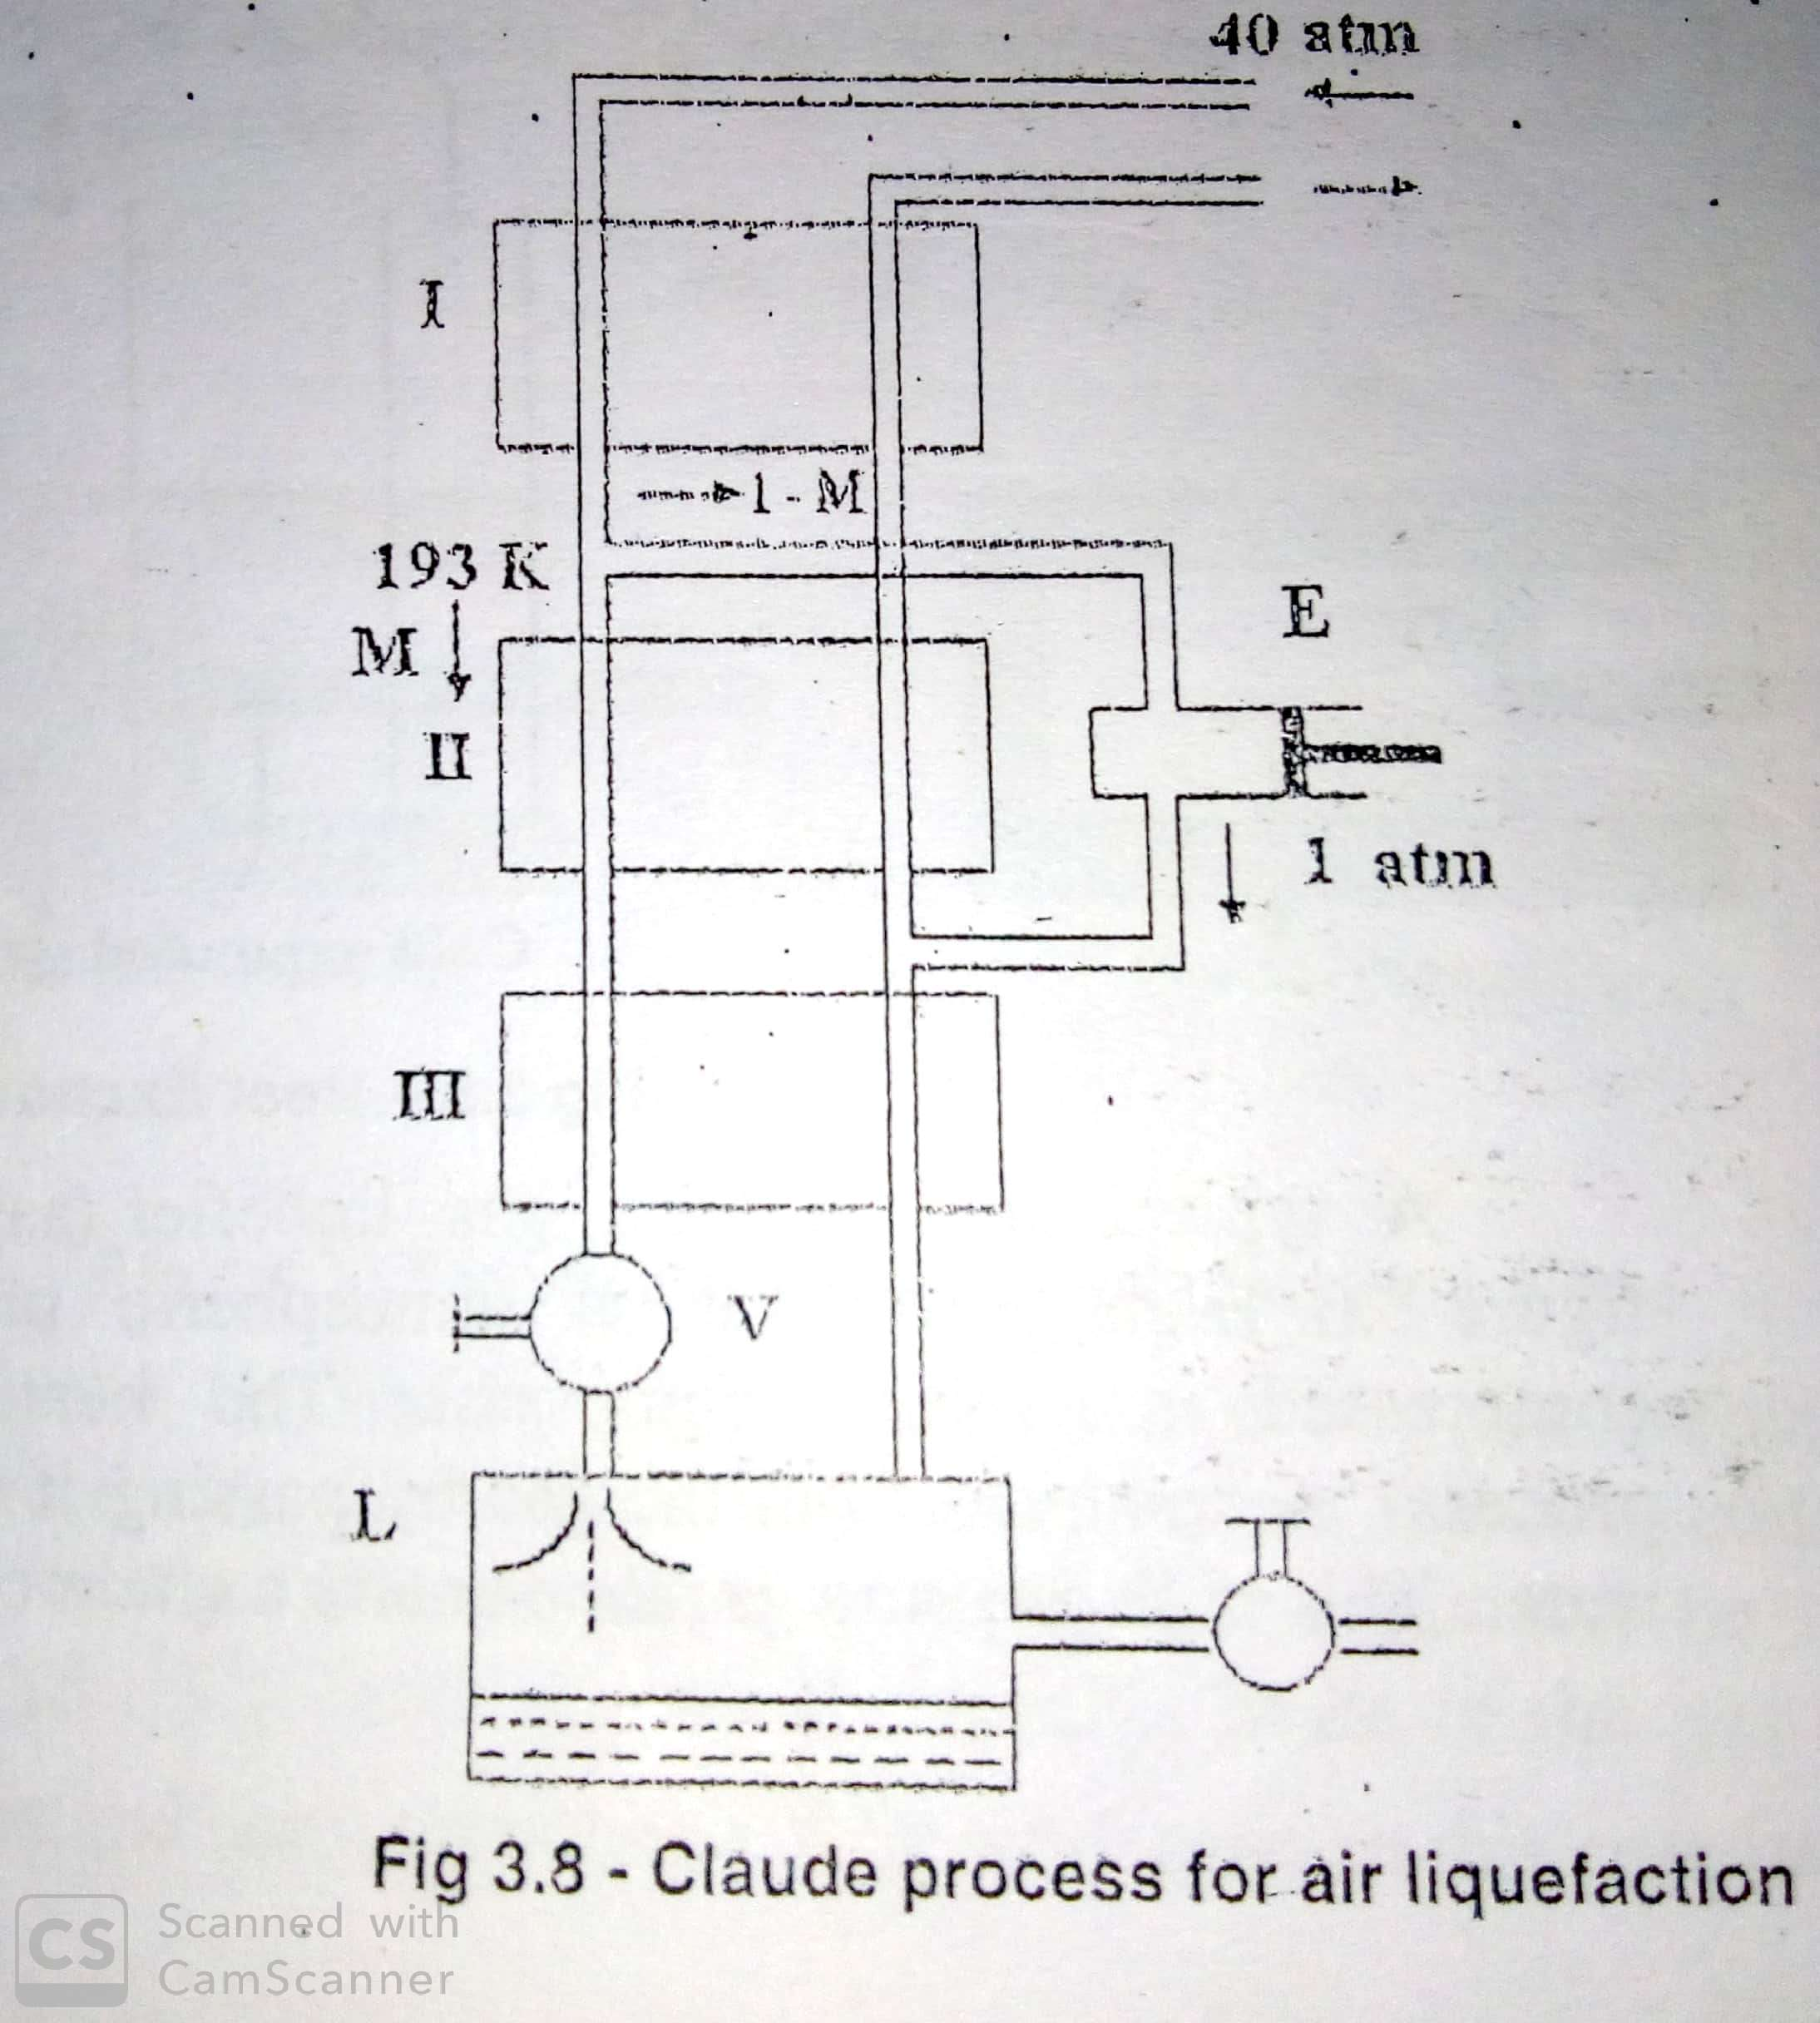 40 atm
I
1 - M
193 K
E
M
II
1 atm
III
V
L
Fig 3.8 - Claude process for air liquefaction
CS Scanned with
CamScanner